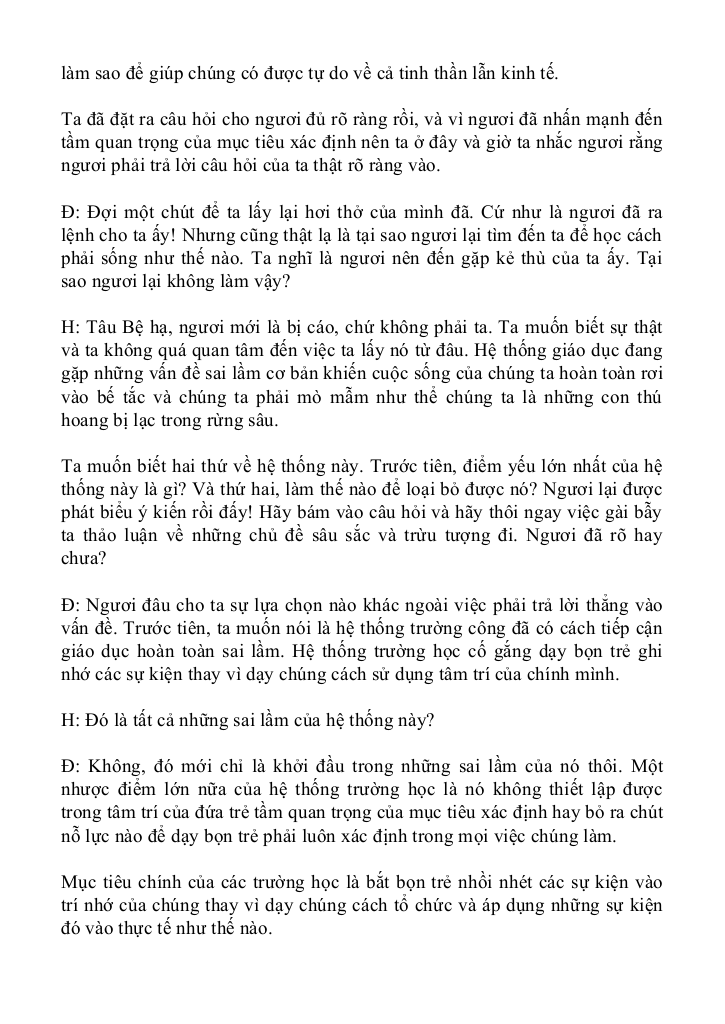 làm sao để giúp chúng có được tự do về cả tinh thần lẫn kinh tế.
Ta đã đặt ra câu hỏi cho ngươi đủ rõ ràng rồi, và vì ngươi đã nhấn mạnh đến
tầm quan trọng của mục tiêu xác định nên ta ở đây và giờ ta nhắc ngươi rằng
ngươi phải trả lời câu hỏi của ta thật rõ ràng vào.
Đ: Đợi một chút để ta lấy lại hơi thở của mình đã. Cứ như là ngươi đã ra
lệnh cho ta ấy! Nhưng cũng thật lạ là tại sao ngươi lại tìm đến ta để học cách
phải sống như thế nào. Ta nghĩ là ngươi nên đến gặp kẻ thù của ta ấy. Tại
sao ngươi lại không làm vậy?
H: Tâu Bệ hạ, ngươi mới là bị cáo, chứ không phải ta. Ta muốn biết sự thật
và ta không quá quan tâm đến việc ta lấy nó từ đâu. Hệ thống giáo dục đang
gặp những vấn đề sai lầm cơ bản khiến cuộc sống của chúng ta hoàn toàn rơi
vào bế tắc và chúng ta phải mò mẫm như thể chúng ta là những con thú
hoang bị lạc trong rừng sâu.
Ta muốn biết hai thứ về hệ thống này. Trước tiên, điểm yếu lớn nhất của hệ
thống này là gì? Và thứ hai, làm thế nào để loại bỏ được nó? Ngươi lại được
phát biểu ý kiến rồi đấy! Hãy bám vào câu hỏi và hãy thôi ngay việc gài bẫy
ta thảo luận về những chủ đề sâu sắc và trừu tượng đi. Ngươi đã rõ hay
chưa?
Đ: Ngươi đâu cho ta sự lựa chọn nào khác ngoài việc phải trả lời thẳng vào
vấn đề. Trước tiên, ta muốn nói là hệ thống trường công đã có cách tiếp cận
giáo dục hoàn toàn sai lầm. Hệ thống trường học cố gắng dạy bọn trẻ ghi
nhớ các sự kiện thay vì dạy chúng cách sử dụng tâm trí của chính mình.
H: Đó là tất cả những sai lầm của hệ thống này?
Đ: Không, đó mới chỉ là khởi đầu trong những sai lầm của nó thôi. Một
nhược điểm lớn nữa của hệ thống trường học là nó không thiết lập được
trong tâm trí của đứa trẻ tầm quan trọng của mục tiêu xác định hay bỏ ra chút
nỗ lực nào để dạy bọn trẻ phải luôn xác định trong mọi việc chúng làm.
Mục tiêu chính của các trường học là bắt bọn trẻ nhồi nhét các sự kiện vào
trí nhớ của chúng thay vì dạy chúng cách tổ chức và áp dụng những sự kiện
đó vào thực tế như thế nào.